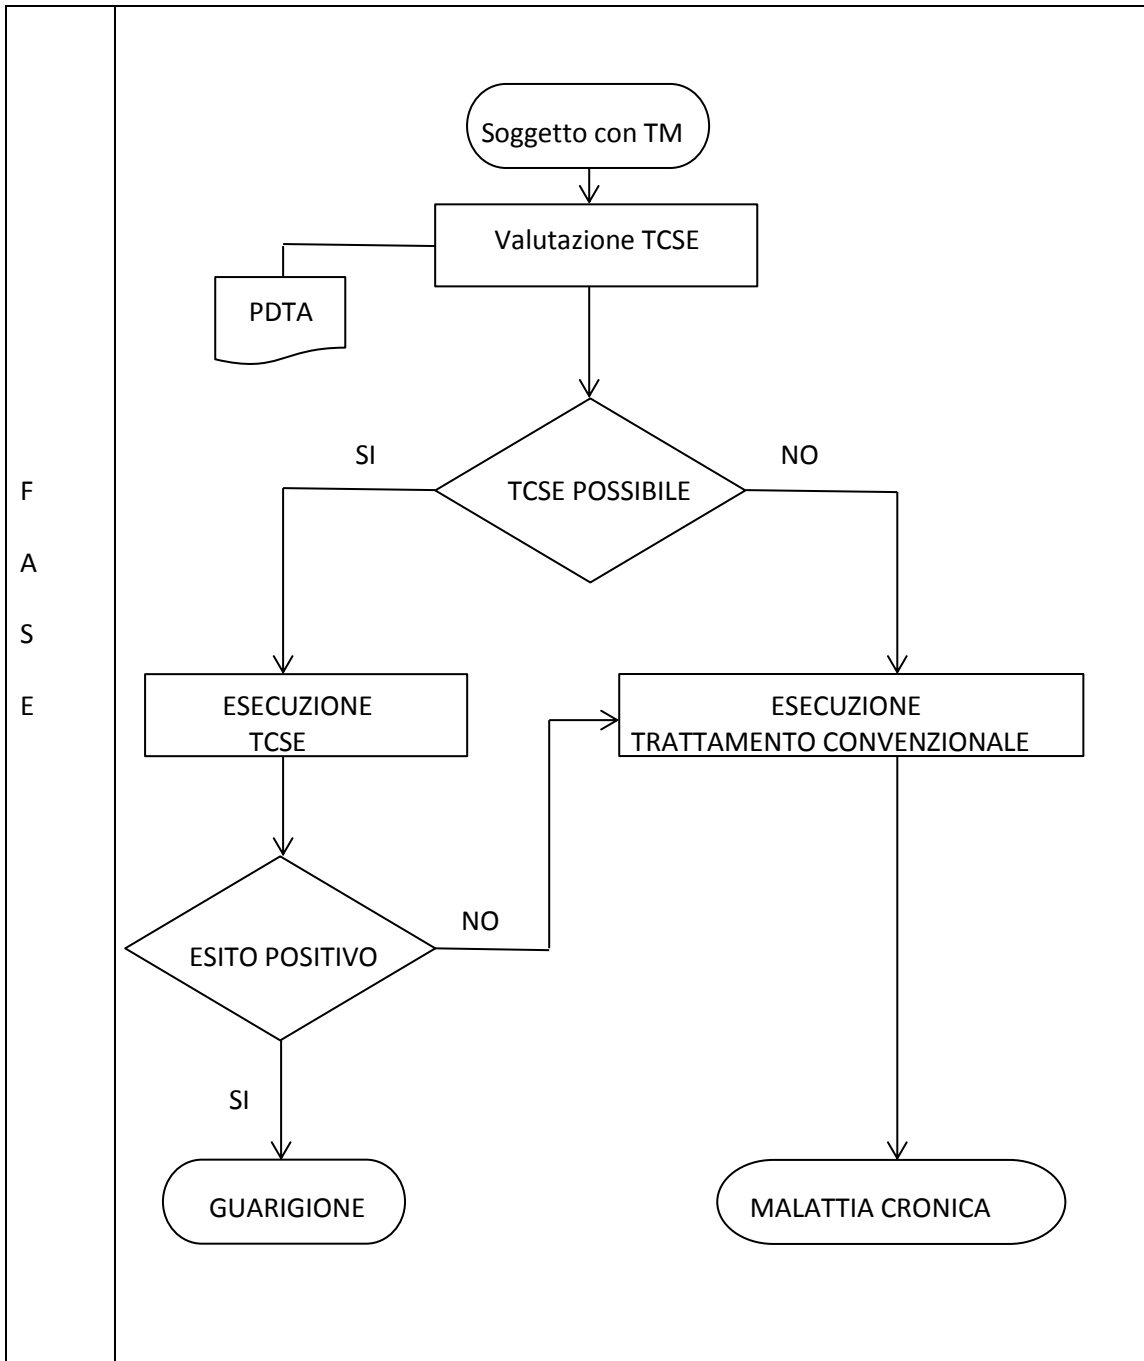 Soggetto con TM
Valutazione TCSE
PDTA
SI
NO
TCSE POSSIBILE
F
A
S
E
ESECUZIONE
TCSE
ESECUZIONE
TRATTAMENTO CONVENZIONALE
NO
ESITO POSITIVO
SI
GUARIGIONE
MALATTIA CRONICA